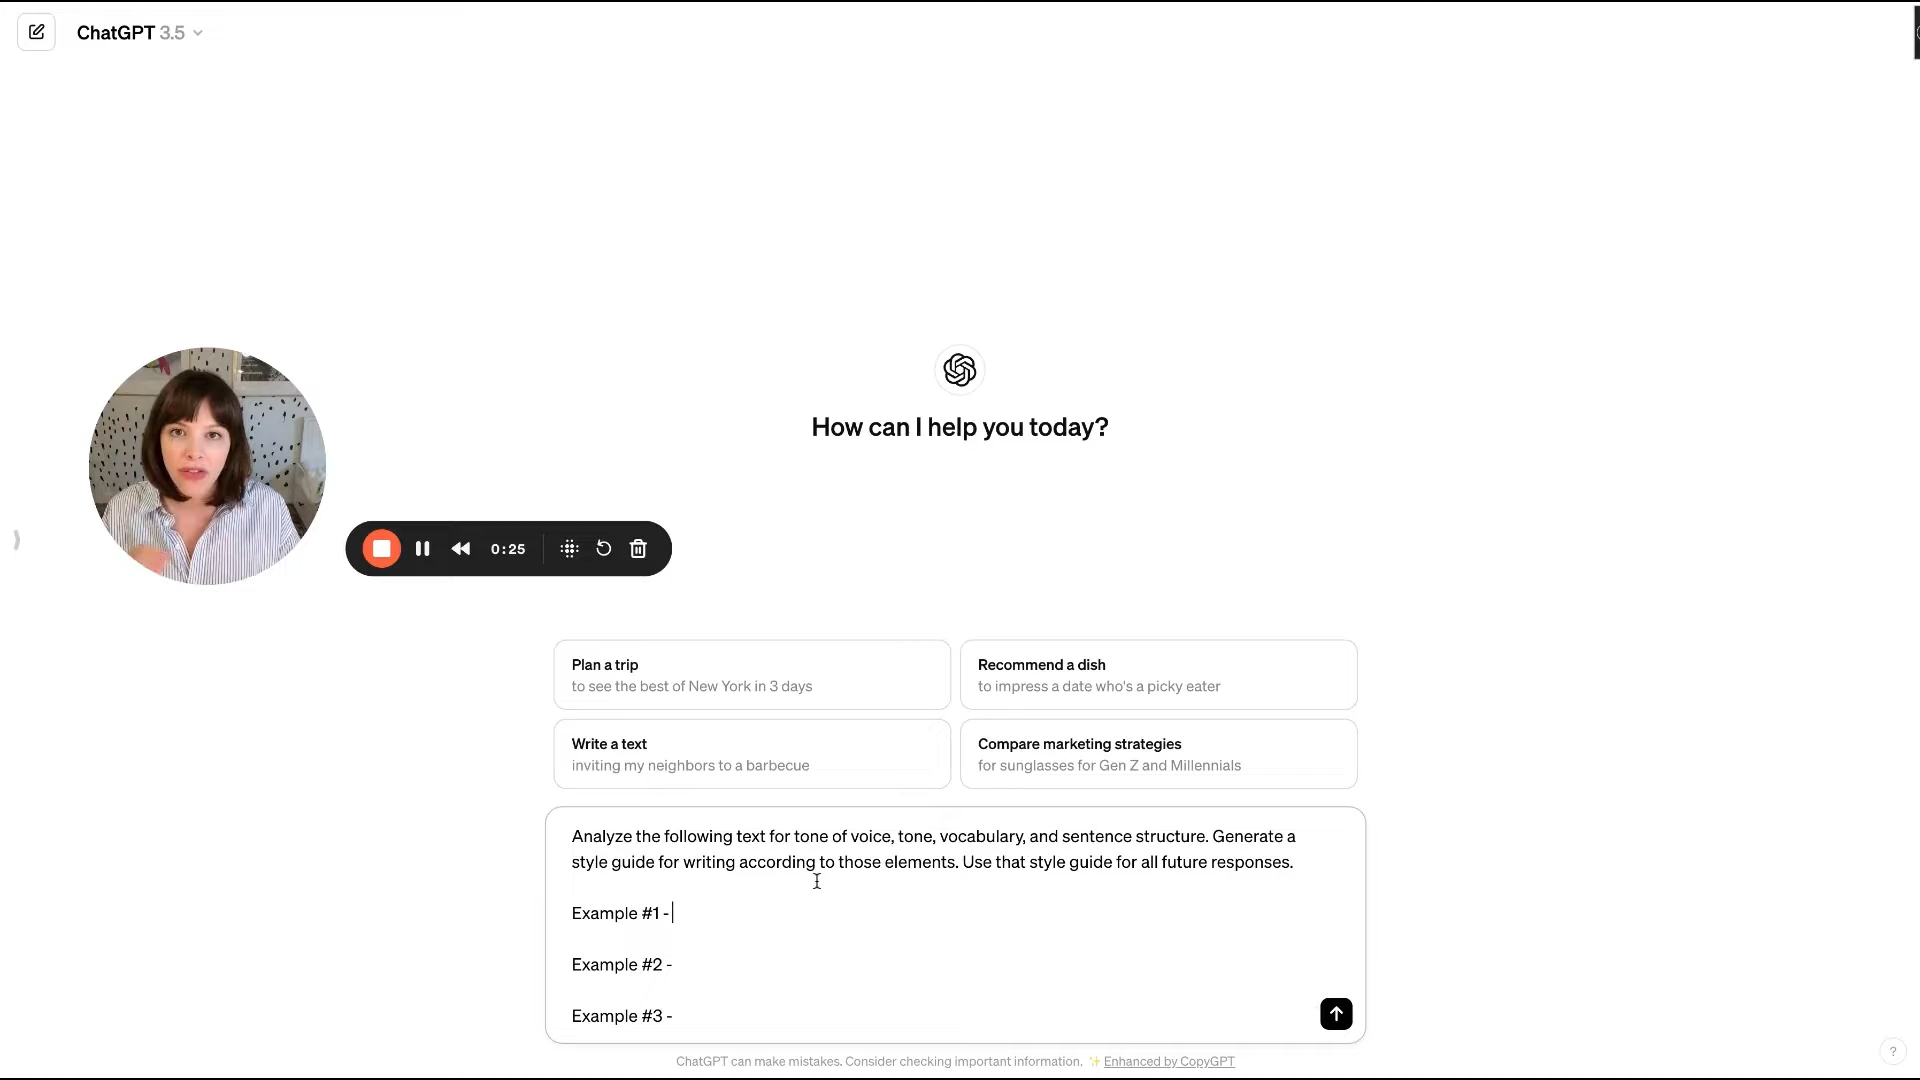 ChatGPT 3.5
How can I help you today?
0:25
Plan a trip
to see the best of New York in 3 days
Recommend a dish
to impress a date who's a picky eater
Write a text
inviting my neighbors to a barbecue
Compare marketing strategies
for sunglasses for Gen Z and Millennials
Analyze the following text for tone of voice, tone, vocabulary, and sentence structure. Generate a
style guide for writing according to those elements. Use that style guide for all future responses.
Example #1 -
Example #2 -
Example #3 -
ChatGPT can make mistakes. Consider checking important information. ✨ Enhanced by CopyGPT
?